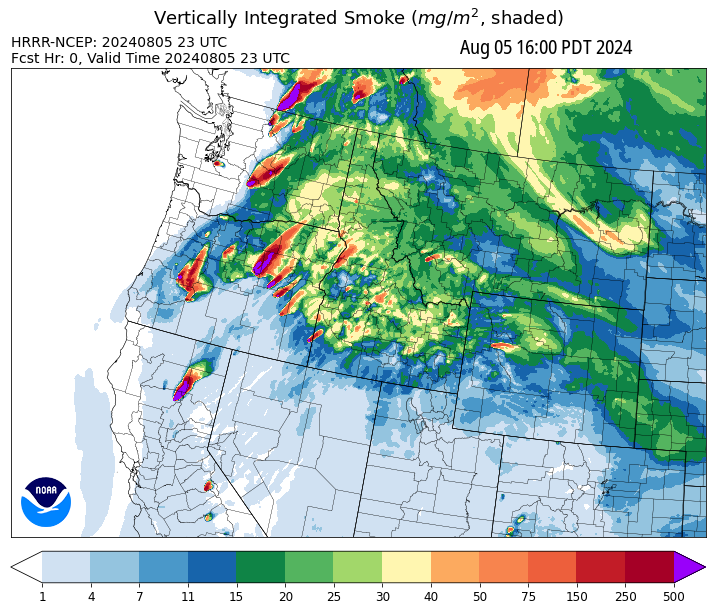 Vertically Integrated Smoke (mg/m², shaded)
HRRR-NCEP: 20240805 23 UTC
Fcst Hr: 0, Valid Time 20240805 23 UTC
Aug 05 16:00 PDT 2024
NOAA
1 4 7 11 15 20 25 30 40 50 75 150 250 500